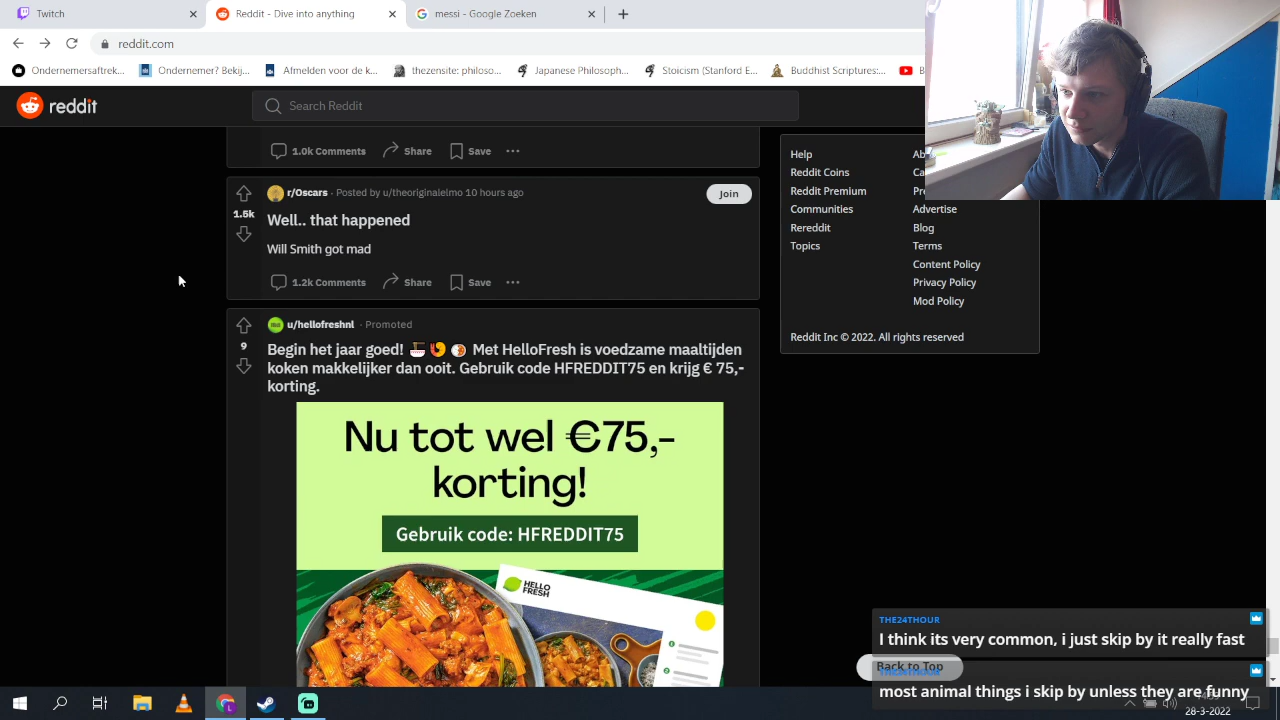 Twitch
Reddit - Dive into anything
messi - Google Zoeken
reddit.com
Ondernemersaftrek...
Ondernemer? Bekij...
Afmelden voor de k...
thezensite: philoso...
Japanese Philosoph...
Stoicism (Stanford E...
Buddhist Scriptures:...
reddit
Search Reddit
1.0k Comments
Share
Save
r/Oscars · Posted by u/theoriginalelmo 10 hours ago
Join
1.5k
Well.. that happened
Will Smith got mad
1.2k Comments
Share
Save
u/hellofreshnl · Promoted
9
Begin het jaar goed! 🍜🍤🍚 Met HelloFresh is voedzame maaltijden
koken makkelijker dan ooit. Gebruik code HFREDDIT75 en krijg € 75,-
korting.
Nu tot wel €75,-
korting!
Gebruik code: HFREDDIT75
HELLO
FRESH
Help
Reddit Coins
Reddit Premium
Communities
Rereddit
Topics
Advertise
Blog
Terms
Content Policy
Privacy Policy
Mod Policy
Reddit Inc © 2022. All rights reserved
THE24THOUR
I think its very common, i just skip by it really fast
Back to Top
THE24THOUR
most animal things i skip by unless they are funny
28-3-2022